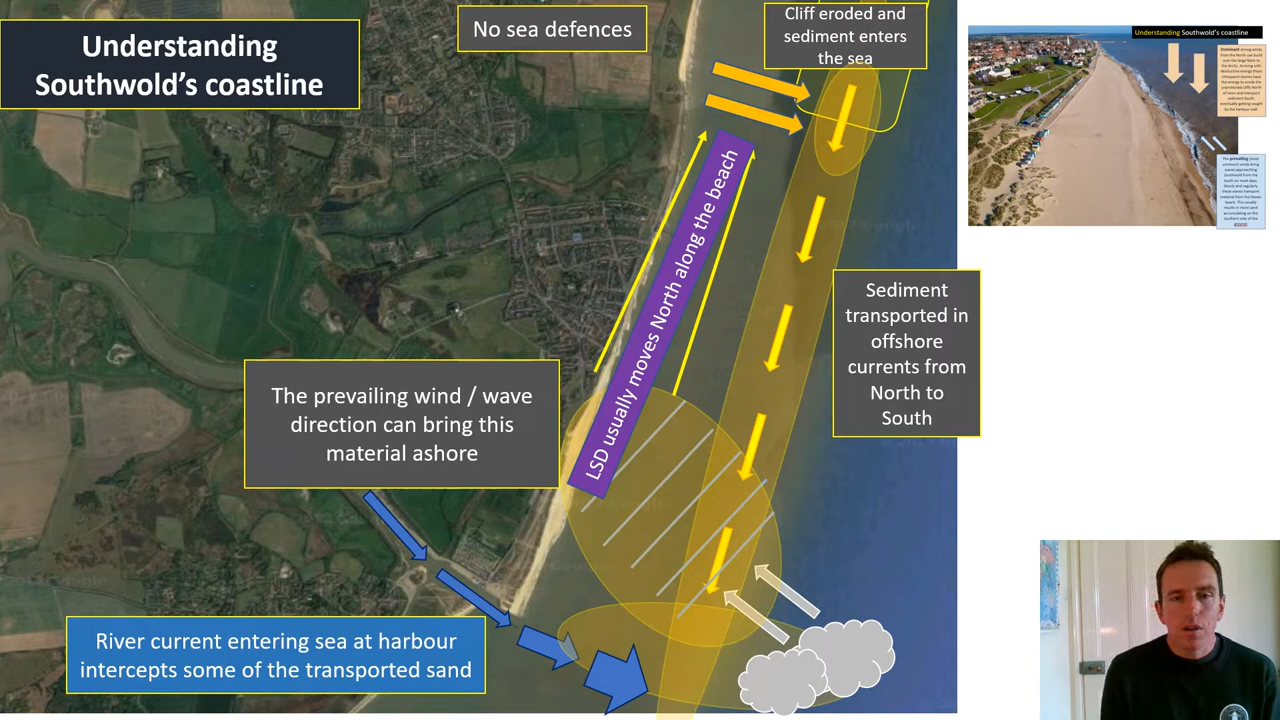 Understanding
Southwold's coastline
No sea defences
Cliff eroded and
sediment enters
the sea
Understanding Southwold's coastline
LSD usually moves North along the beach
Sediment
transported in
offshore
currents from
North to
South
The prevailing wind / wave
direction can bring this
material ashore
River current entering sea at harbour
intercepts some of the transported sand